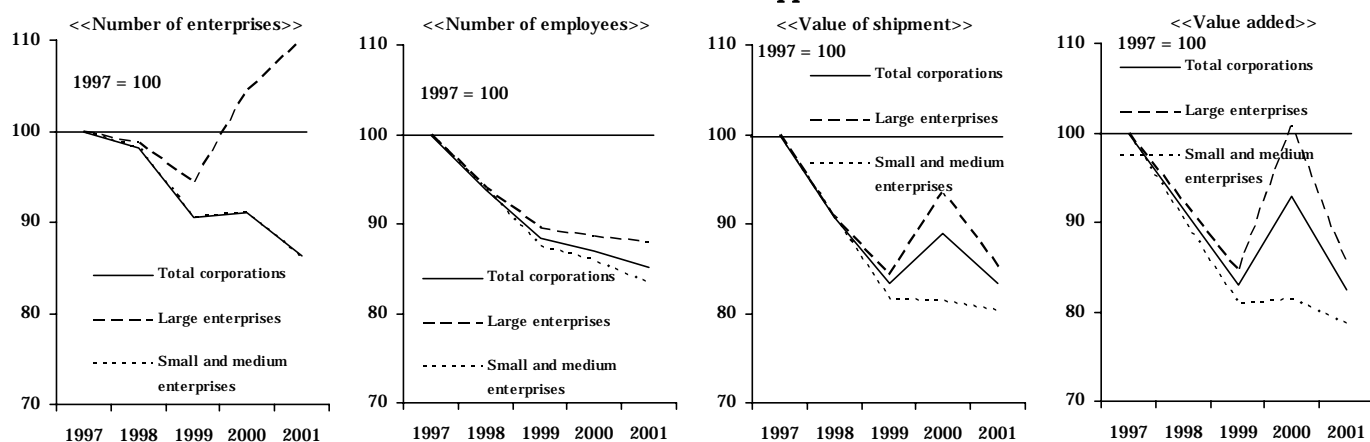 <<Number of enterprises>>
110
1997 = 100
100
90
Total corporations
80
Large enterprises
Small and medium
enterprises
70
1997 1998 1999 2000 2001
<<Number of employees>>
110
1997 = 100
100
90
Total corporations
80
Large enterprises
Small and medium
enterprises
70
1997 1998 1999 2000 2001
<<Value of shipment>>
110
1997 = 100
Total corporations
Large enterprises
100
Small and medium
enterprises
90
80
70
1997 1998 1999 2000 2001
<<Value added>>
110
1997 = 100
Total corporations
Large enterprises
100
Small and medium
enterprises
90
80
70
1997 1998 1999 2000 2001